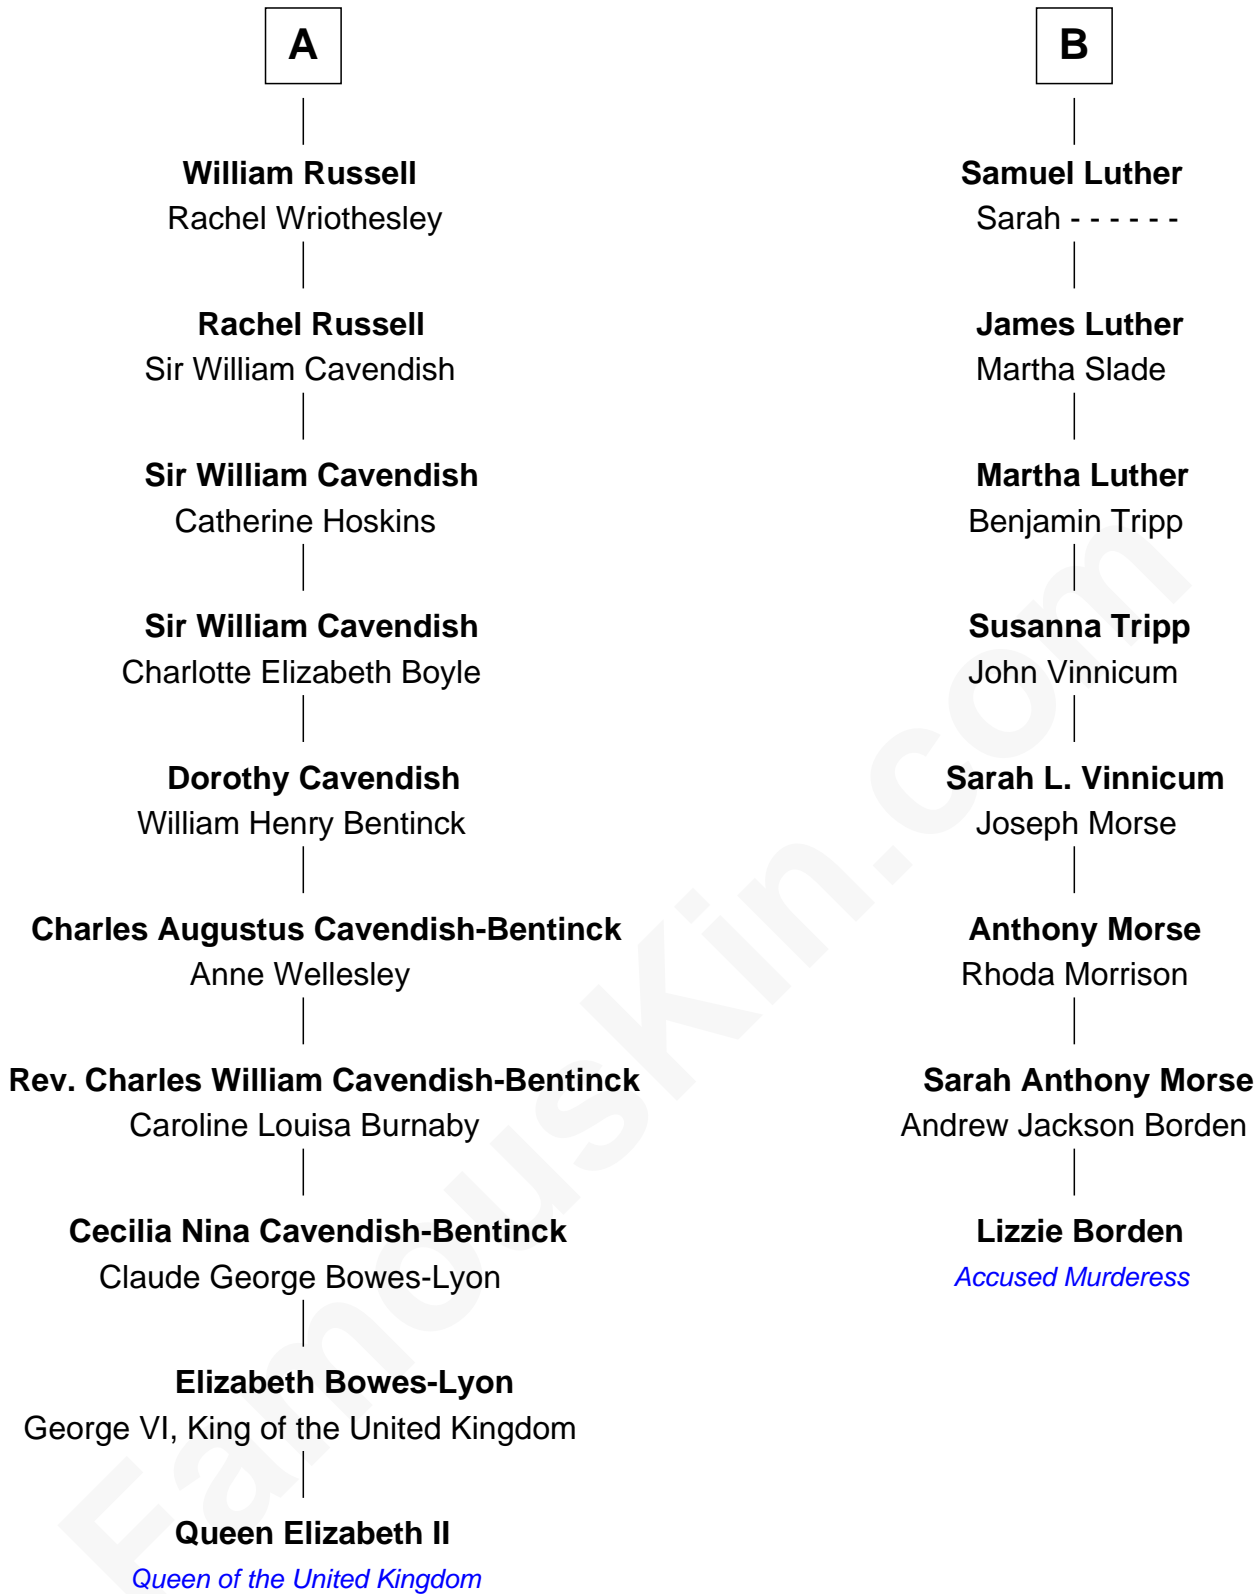 A
William Russell
Rachel Wriothesley
Rachel Russell
Sir William Cavendish
Sir William Cavendish
Catherine Hoskins
Sir William Cavendish
Charlotte Elizabeth Boyle
Dorothy Cavendish
William Henry Bentinck
Charles Augustus Cavendish-Bentinck
Anne Wellesley
Rev. Charles William Cavendish-Bentinck
Caroline Louisa Burnaby
Cecilia Nina Cavendish-Bentinck
Claude George Bowes-Lyon
Elizabeth Bowes-Lyon
George VI, King of the United Kingdom
Queen Elizabeth II
Queen of the United Kingdom
B
Samuel Luther
Sarah - - - - - -
James Luther
Martha Slade
Martha Luther
Benjamin Tripp
Susanna Tripp
John Vinnicum
Sarah L. Vinnicum
Joseph Morse
Anthony Morse
Rhoda Morrison
Sarah Anthony Morse
Andrew Jackson Borden
Lizzie Borden
Accused Murderess
FamousKin.com